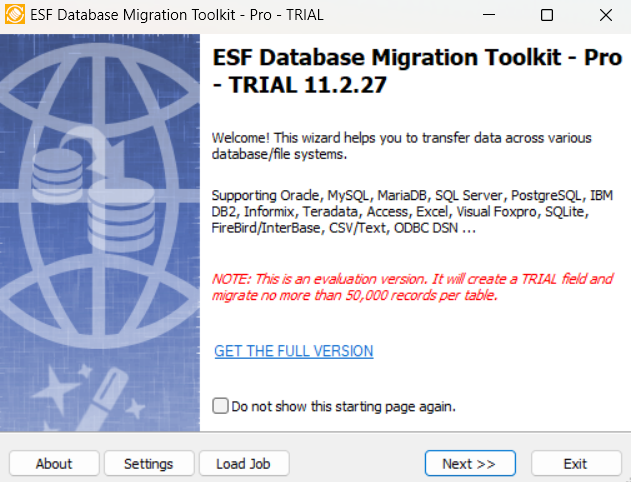 ESF Database Migration Toolkit - Pro - TRIAL
ESF Database Migration Toolkit - Pro
- TRIAL 11.2.27
Welcome! This wizard helps you to transfer data across various
database/file systems.
Supporting Oracle, MySQL, MariaDB, SQL Server, PostgreSQL, IBM
DB2, Informix, Teradata, Access, Excel, Visual Foxpro, SQLite,
FireBird/InterBase, CSV/Text, ODBC DSN ...
NOTE: This is an evaluation version. It will create a TRIAL field and
migrate no more than 50,000 records per table.
GET THE FULL VERSION
Do not show this starting page again.
About
Settings
Load Job
Next >>
Exit